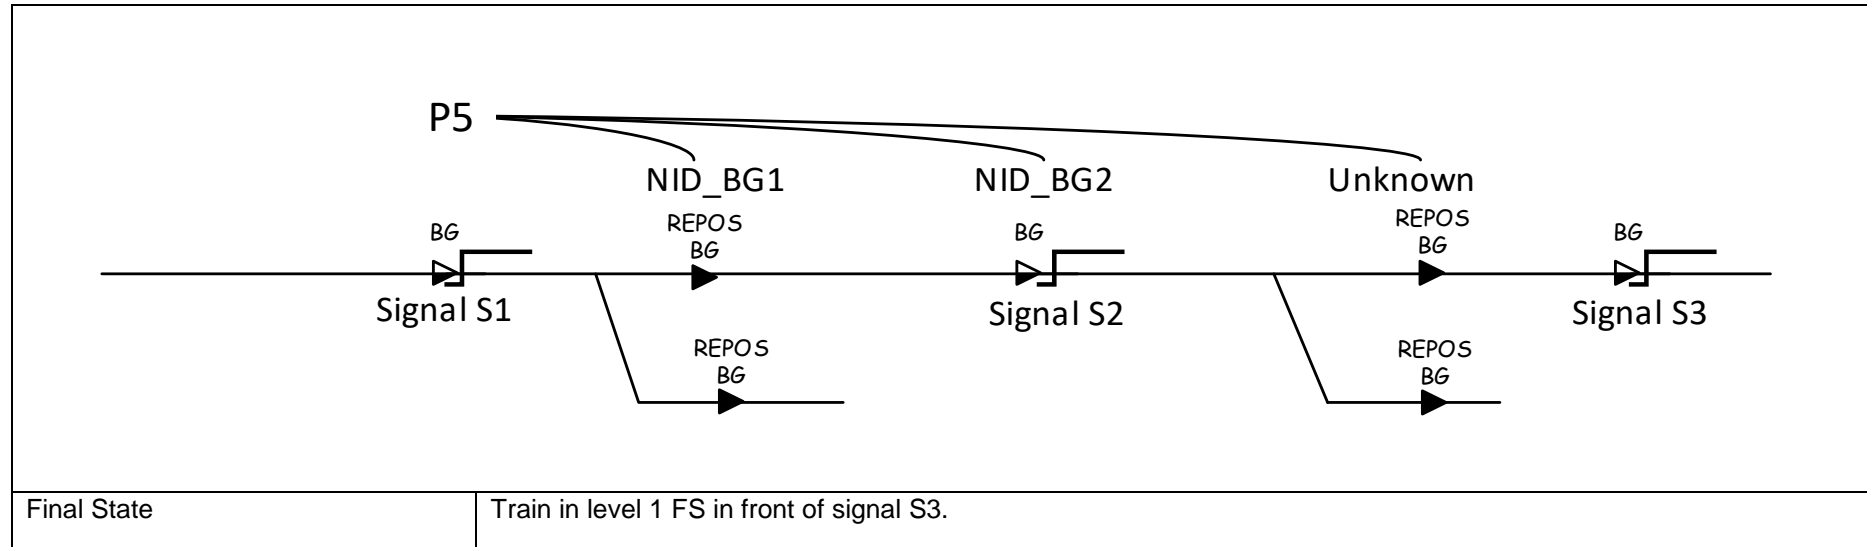 P5
NID_BG1
NID_BG2
Unknown
BG
REPOS
BG
BG
REPOS
BG
BG
Signal S1
Signal S2
Signal S3
REPOS
BG
REPOS
BG
Final State
Train in level 1 FS in front of signal S3.